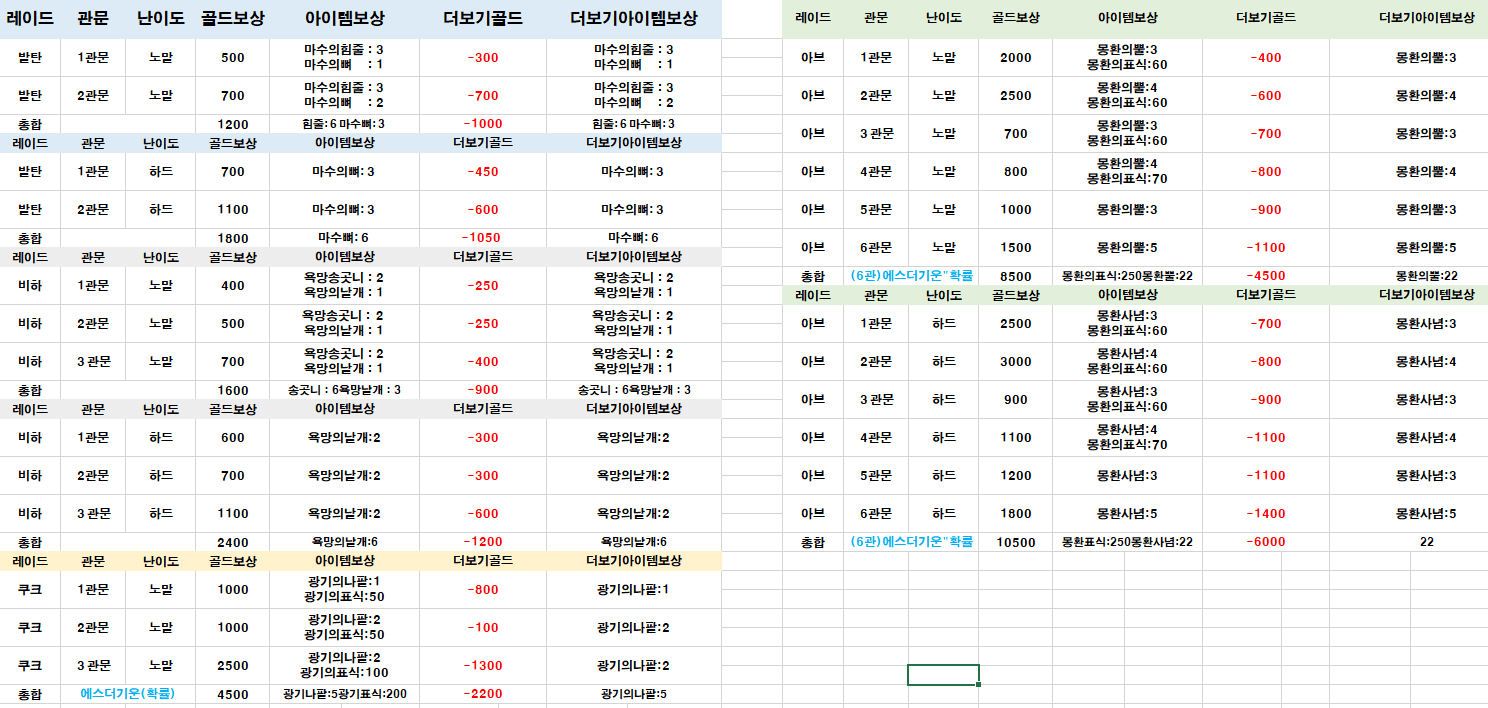 레이드 관문 난이도 골드보상 아이템보상 더보기골드 더보기아이템보상
발탄 1관문 노말 500 마수의힘줄 : 3 -300 마수의힘줄 : 3
마수의뼈 : 1 마수의뼈 : 1
발탄 2관문 노말 700 마수의힘줄 : 3 -700 마수의힘줄 : 3
마수의뼈 : 2 마수의뼈 : 2
총합 1200 힘줄: 6 마수뼈: 3 -1000 힘줄: 6 마수뼈: 3
레이드 관문 난이도 골드보상 아이템보상 더보기골드 더보기아이템보상
발탄 1관문 하드 700 마수의뼈: 3 -450 마수의뼈: 3
발탄 2관문 하드 1100 마수의뼈: 3 -600 마수의뼈: 3
총합 1800 마수뼈: 6 -1050 마수뼈: 6
레이드 관문 난이도 골드보상 아이템보상 더보기골드 더보기아이템보상
비하 1관문 노말 400 욕망송곳니 : 2 -250 욕망송곳니 : 2
욕망의날개 : 1 욕망의날개 : 1
비하 2관문 노말 500 욕망송곳니 : 2 -250 욕망송곳니 : 2
욕망의날개 : 1 욕망의날개 : 1
비하 3관문 노말 700 욕망송곳니 : 2 -400 욕망송곳니 : 2
욕망의날개 : 1 욕망의날개 : 1
총합 1600 송곳니 : 6욕망날개 : 3 -900 송곳니 : 6욕망날개 : 3
레이드 관문 난이도 골드보상 아이템보상 더보기골드 더보기아이템보상
비하 1관문 하드 600 욕망의날개:2 -300 욕망의날개:2
비하 2관문 하드 700 욕망의날개:2 -300 욕망의날개:2
비하 3관문 하드 1100 욕망의날개:2 -600 욕망의날개:2
총합 2400 욕망의날개:6 -1200 욕망의날개:6
레이드 관문 난이도 골드보상 아이템보상 더보기골드 더보기아이템보상
쿠크 1관문 노말 1000 광기의나팔:1 -800 광기의나팔:1
광기의표식:50
쿠크 2관문 노말 1000 광기의나팔:2 -100 광기의나팔:2
광기의표식:50
쿠크 3관문 노말 2500 광기의나팔:2 -1300 광기의나팔:2
광기의표식:100
총합 에스더기운(확률) 4500 광기나팔:5광기표식:200 -2200 광기의나팔:5
레이드 관문 난이도 골드보상 아이템보상 더보기골드 더보기아이템보상
아브 1관문 노말 2000 몽환의뿔:3 -400 몽환의뿔:3
몽환의표식:60
아브 2관문 노말 2500 몽환의뿔:4 -600 몽환의뿔:4
몽환의표식:60
아브 3관문 노말 700 몽환의뿔:3 -700 몽환의뿔:3
몽환의표식:60
아브 4관문 노말 800 몽환의뿔:4 -800 몽환의뿔:4
몽환의표식:70
아브 5관문 노말 1000 몽환의뿔:3 -900 몽환의뿔:3
아브 6관문 노말 1500 몽환의뿔:5 -1100 몽환의뿔:5
총합 (6관)에스더기운"확률 8500 몽환의표식:250몽환뿔:22 -4500 몽환의뿔:22
레이드 관문 난이도 골드보상 아이템보상 더보기골드 더보기아이템보상
아브 1관문 하드 2500 몽환사념:3 -700 몽환사념:3
몽환의표식:60
아브 2관문 하드 3000 몽환사념:4 -800 몽환사념:4
몽환의표식:60
아브 3관문 하드 900 몽환사념:3 -900 몽환사념:3
몽환의표식:60
아브 4관문 하드 1100 몽환사념:4 -1100 몽환사념:4
몽환의표식:70
아브 5관문 하드 1200 몽환사념:3 -1100 몽환사념:3
아브 6관문 하드 1800 몽환사념:5 -1400 몽환사념:5
총합 (6관)에스더기운"확률 10500 몽환표식:250몽환사념:22 -6000 22